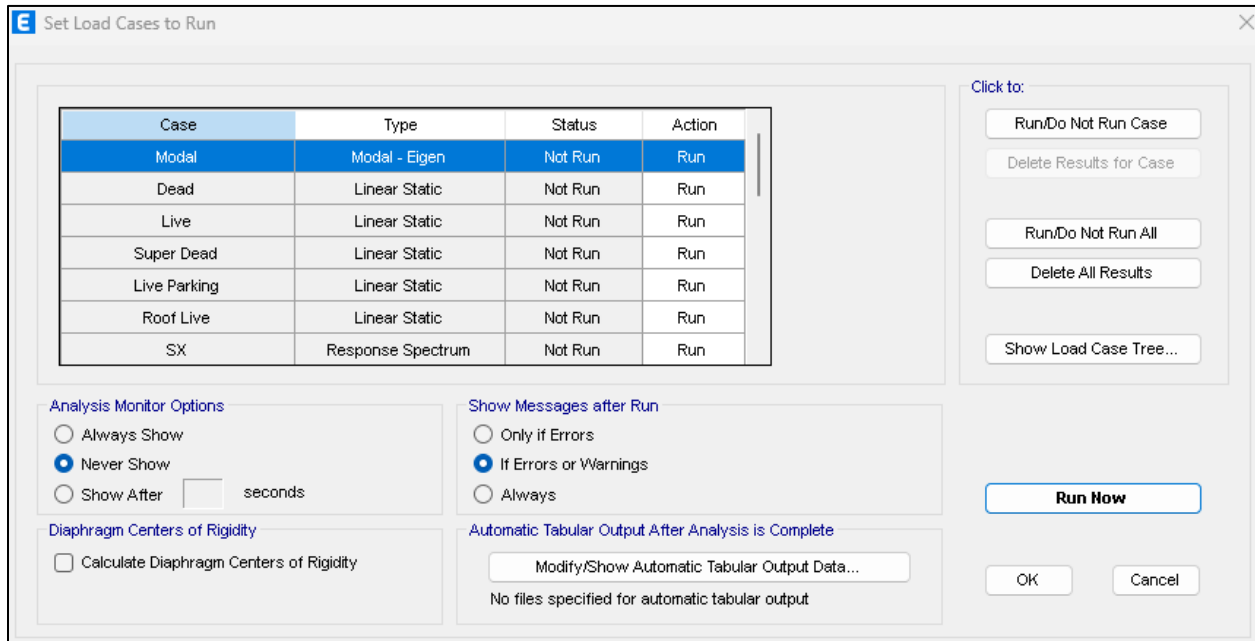 E Set Load Cases to Run
Click to:
Case Type Status Action
Modal Modal - Eigen Not Run Run
Dead Linear Static Not Run Run
Live Linear Static Not Run Run
Super Dead Linear Static Not Run Run
Live Parking Linear Static Not Run Run
Roof Live Linear Static Not Run Run
SX Response Spectrum Not Run Run
Run/Do Not Run Case
Delete Results for Case
Run/Do Not Run All
Delete All Results
Show Load Case Tree...
Analysis Monitor Options
Always Show
Never Show
Show After seconds
Show Messages after Run
Only if Errors
If Errors or Warnings
Always
Run Now
Diaphragm Centers of Rigidity
Calculate Diaphragm Centers of Rigidity
Automatic Tabular Output After Analysis is Complete
Modify/Show Automatic Tabular Output Data...
No files specified for automatic tabular output
OK
Cancel